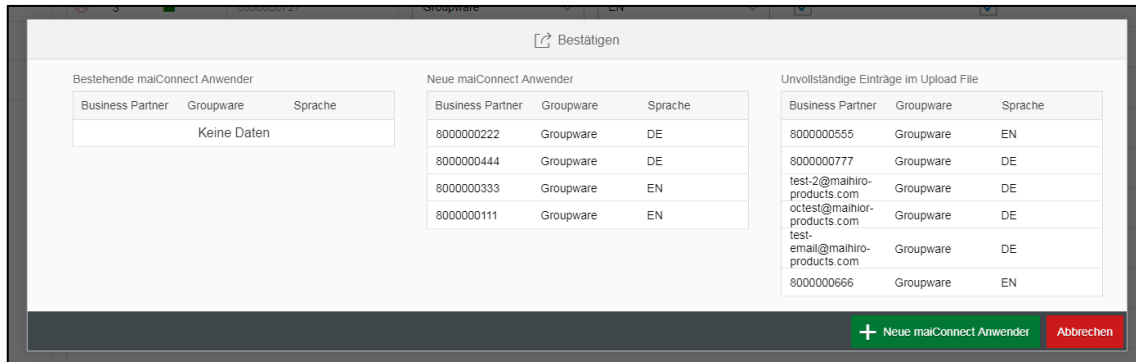 3 Groupware EN
Bestätigen
Bestehende maiConnect Anwender
Business Partner Groupware Sprache
Keine Daten
Neue maiConnect Anwender
Business Partner Groupware Sprache
8000000222 Groupware DE
8000000444 Groupware DE
8000000333 Groupware EN
8000000111 Groupware EN
Unvollständige Einträge im Upload File
Business Partner Groupware Sprache
8000000555 Groupware EN
8000000777 Groupware DE
test-2@maihiro-
products.com Groupware DE
octest@maihior-
products.com Groupware DE
test-
email@maihiro- Groupware DE
products.com
8000000666 Groupware EN
Neue maiConnect Anwender Abbrechen